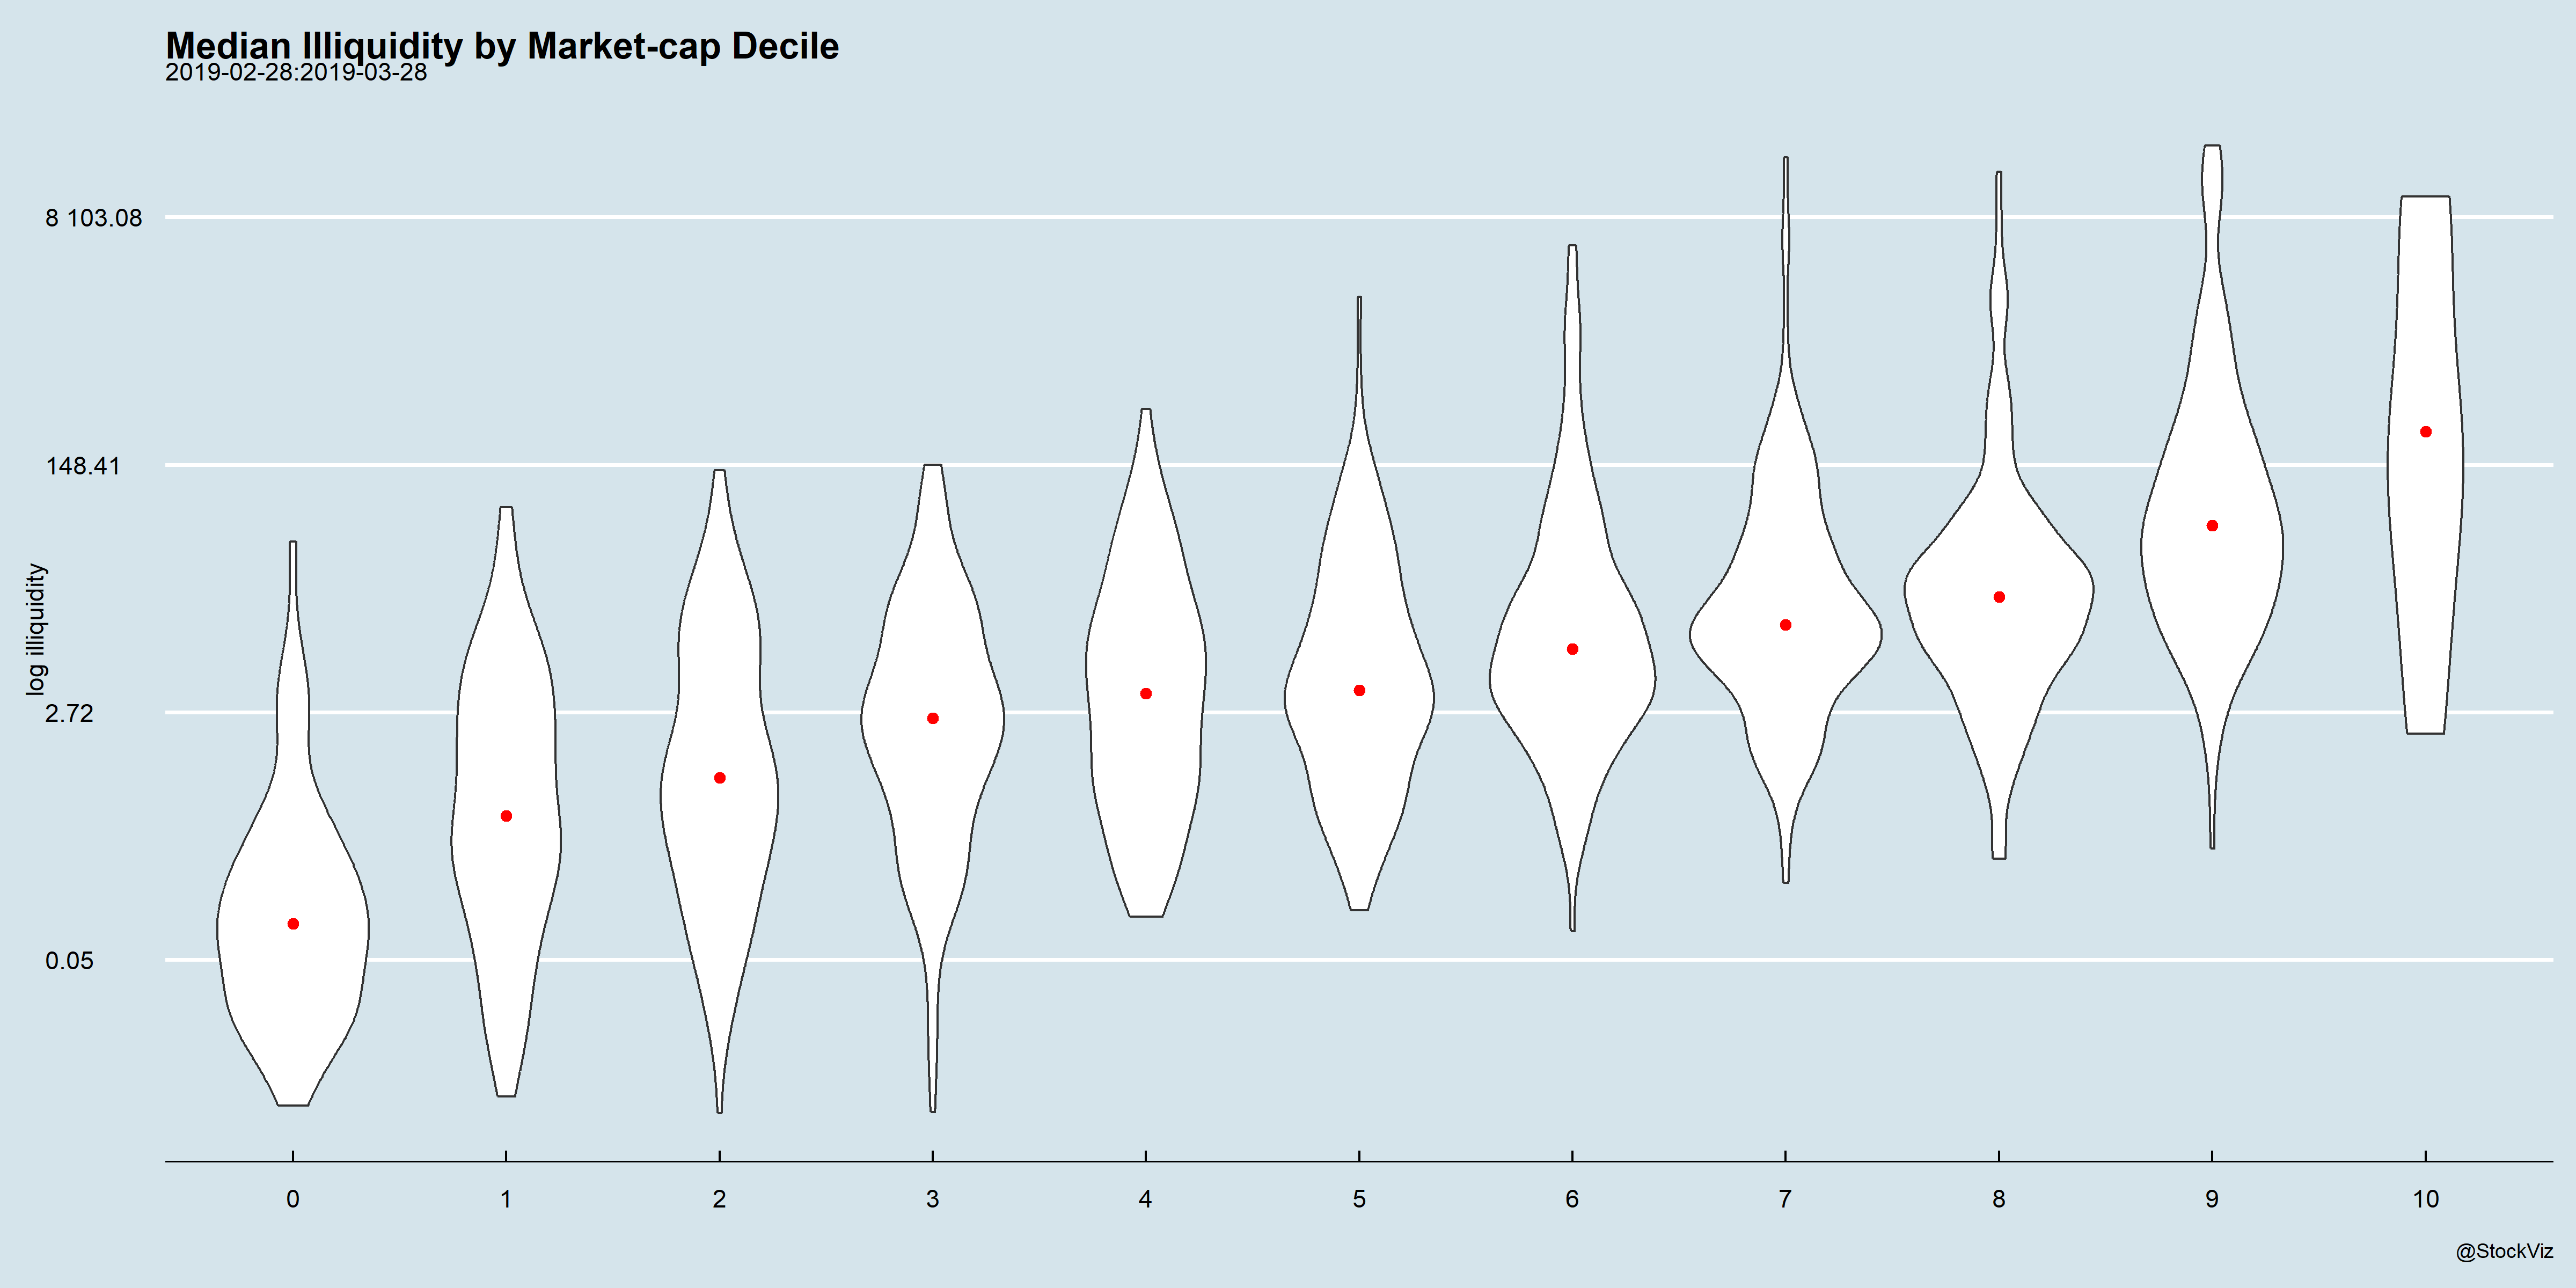 Median Illiquidity by Market-cap Decile
2019-02-28:2019-03-28
8 103.08
148.41
2.72
0.05
log illiquidity
0 1 2 3 4 5 6 7 8 9 10
@StockViz